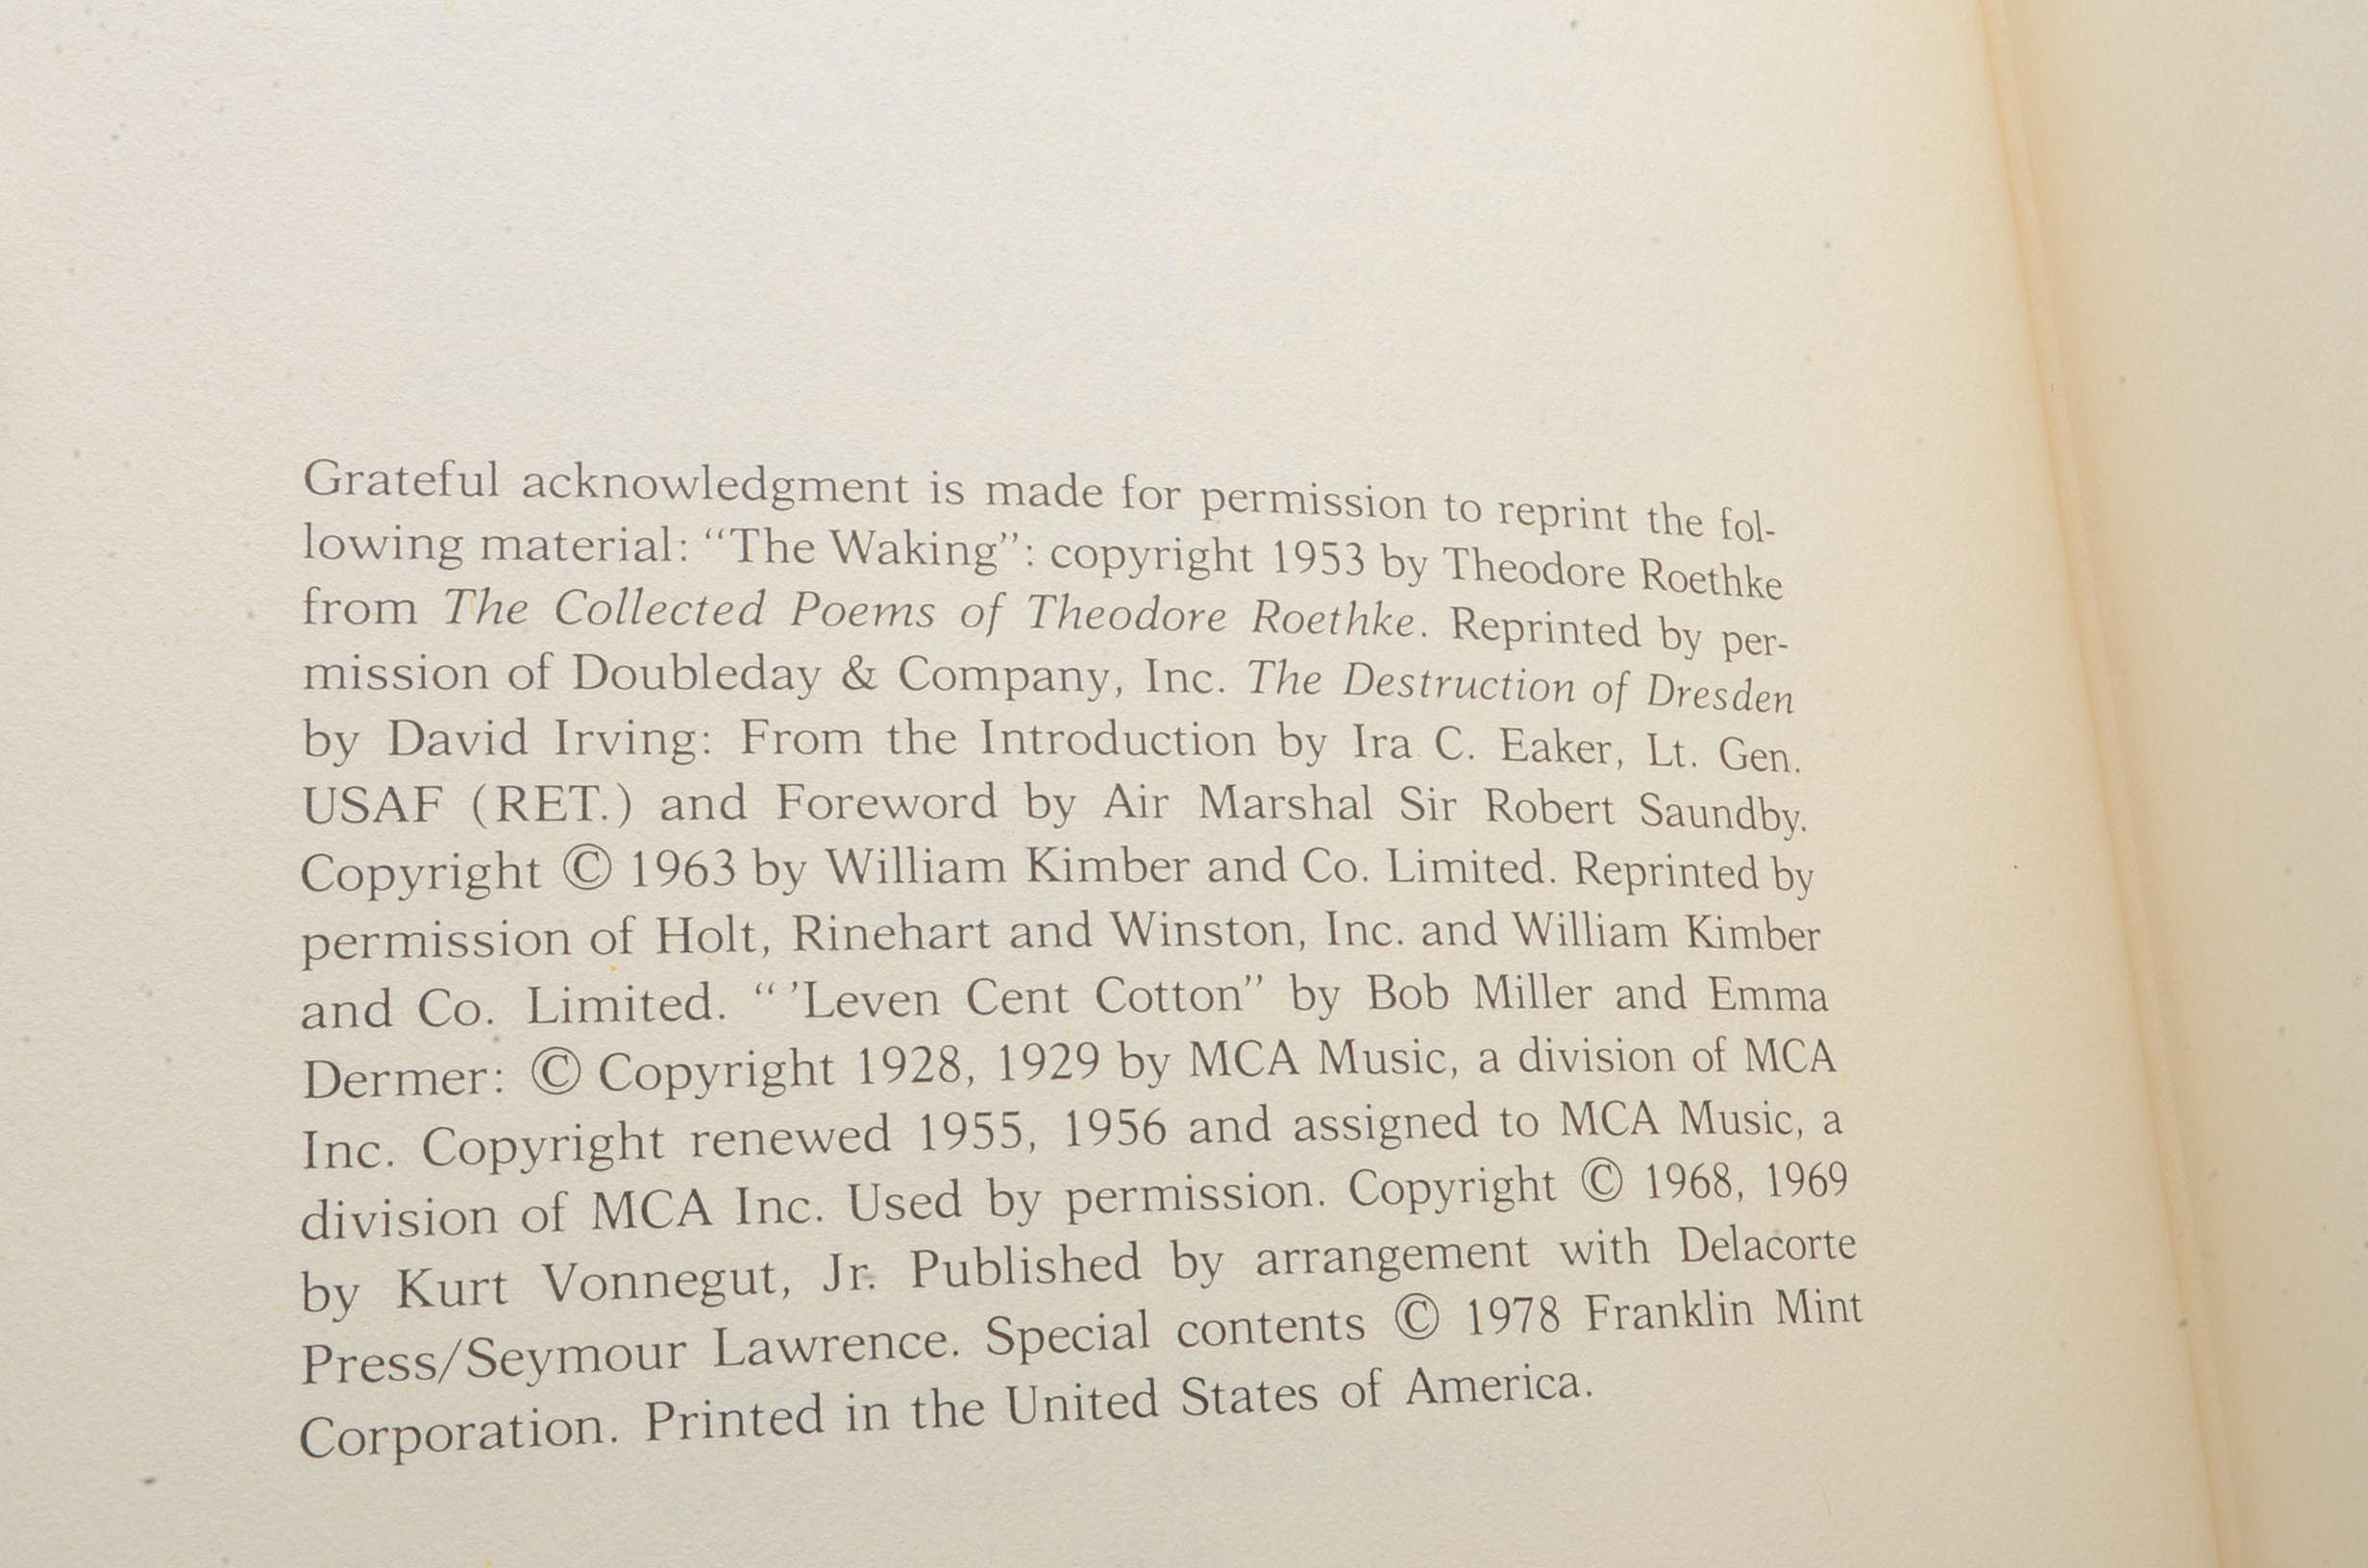 Grateful acknowledgment is made for permission to reprint the fol-
lowing material: “The Waking”: copyright 1953 by Theodore Roethke
from The Collected Poems of Theodore Roethke. Reprinted by per-
mission of Doubleday & Company, Inc. The Destruction of Dresden
by David Irving: From the Introduction by Ira C. Eaker, Lt. Gen.
USAF (RET.) and Foreword by Air Marshal Sir Robert Saundby.
Copyright © 1963 by William Kimber and Co. Limited. Reprinted by
permission of Holt, Rinehart and Winston, Inc. and William Kimber
and Co. Limited. “ ’Leven Cent Cotton” by Bob Miller and Emma
Dermer: © Copyright 1928, 1929 by MCA Music, a division of MCA
Inc. Copyright renewed 1955, 1956 and assigned to MCA Music, a
division of MCA Inc. Used by permission. Copyright © 1968, 1969
by Kurt Vonnegut, Jr. Published by arrangement with Delacorte
Press/Seymour Lawrence. Special contents © 1978 Franklin Mint
Corporation. Printed in the United States of America.